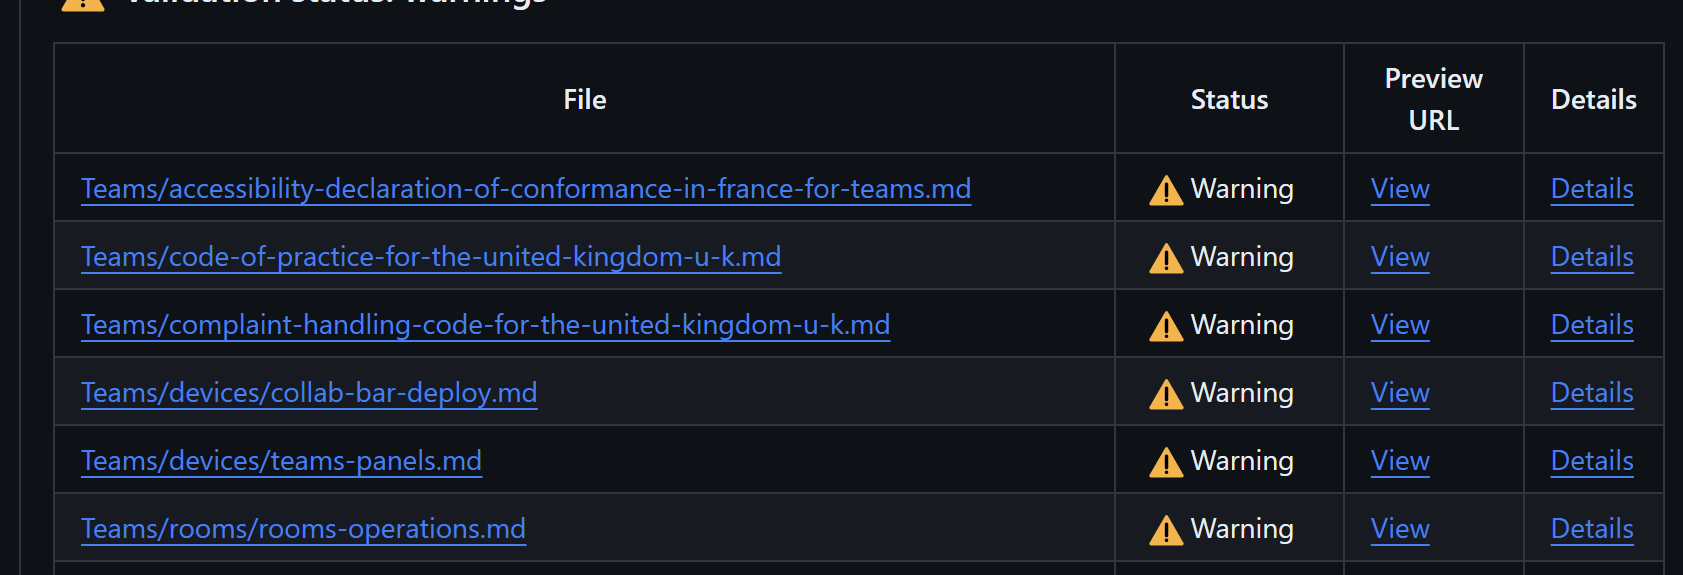 Validation status: warnings
File Status Preview URL Details
Teams/accessibility-declaration-of-conformance-in-france-for-teams.md Warning View Details
Teams/code-of-practice-for-the-united-kingdom-u-k.md Warning View Details
Teams/complaint-handling-code-for-the-united-kingdom-u-k.md Warning View Details
Teams/devices/collab-bar-deploy.md Warning View Details
Teams/devices/teams-panels.md Warning View Details
Teams/rooms/rooms-operations.md Warning View Details